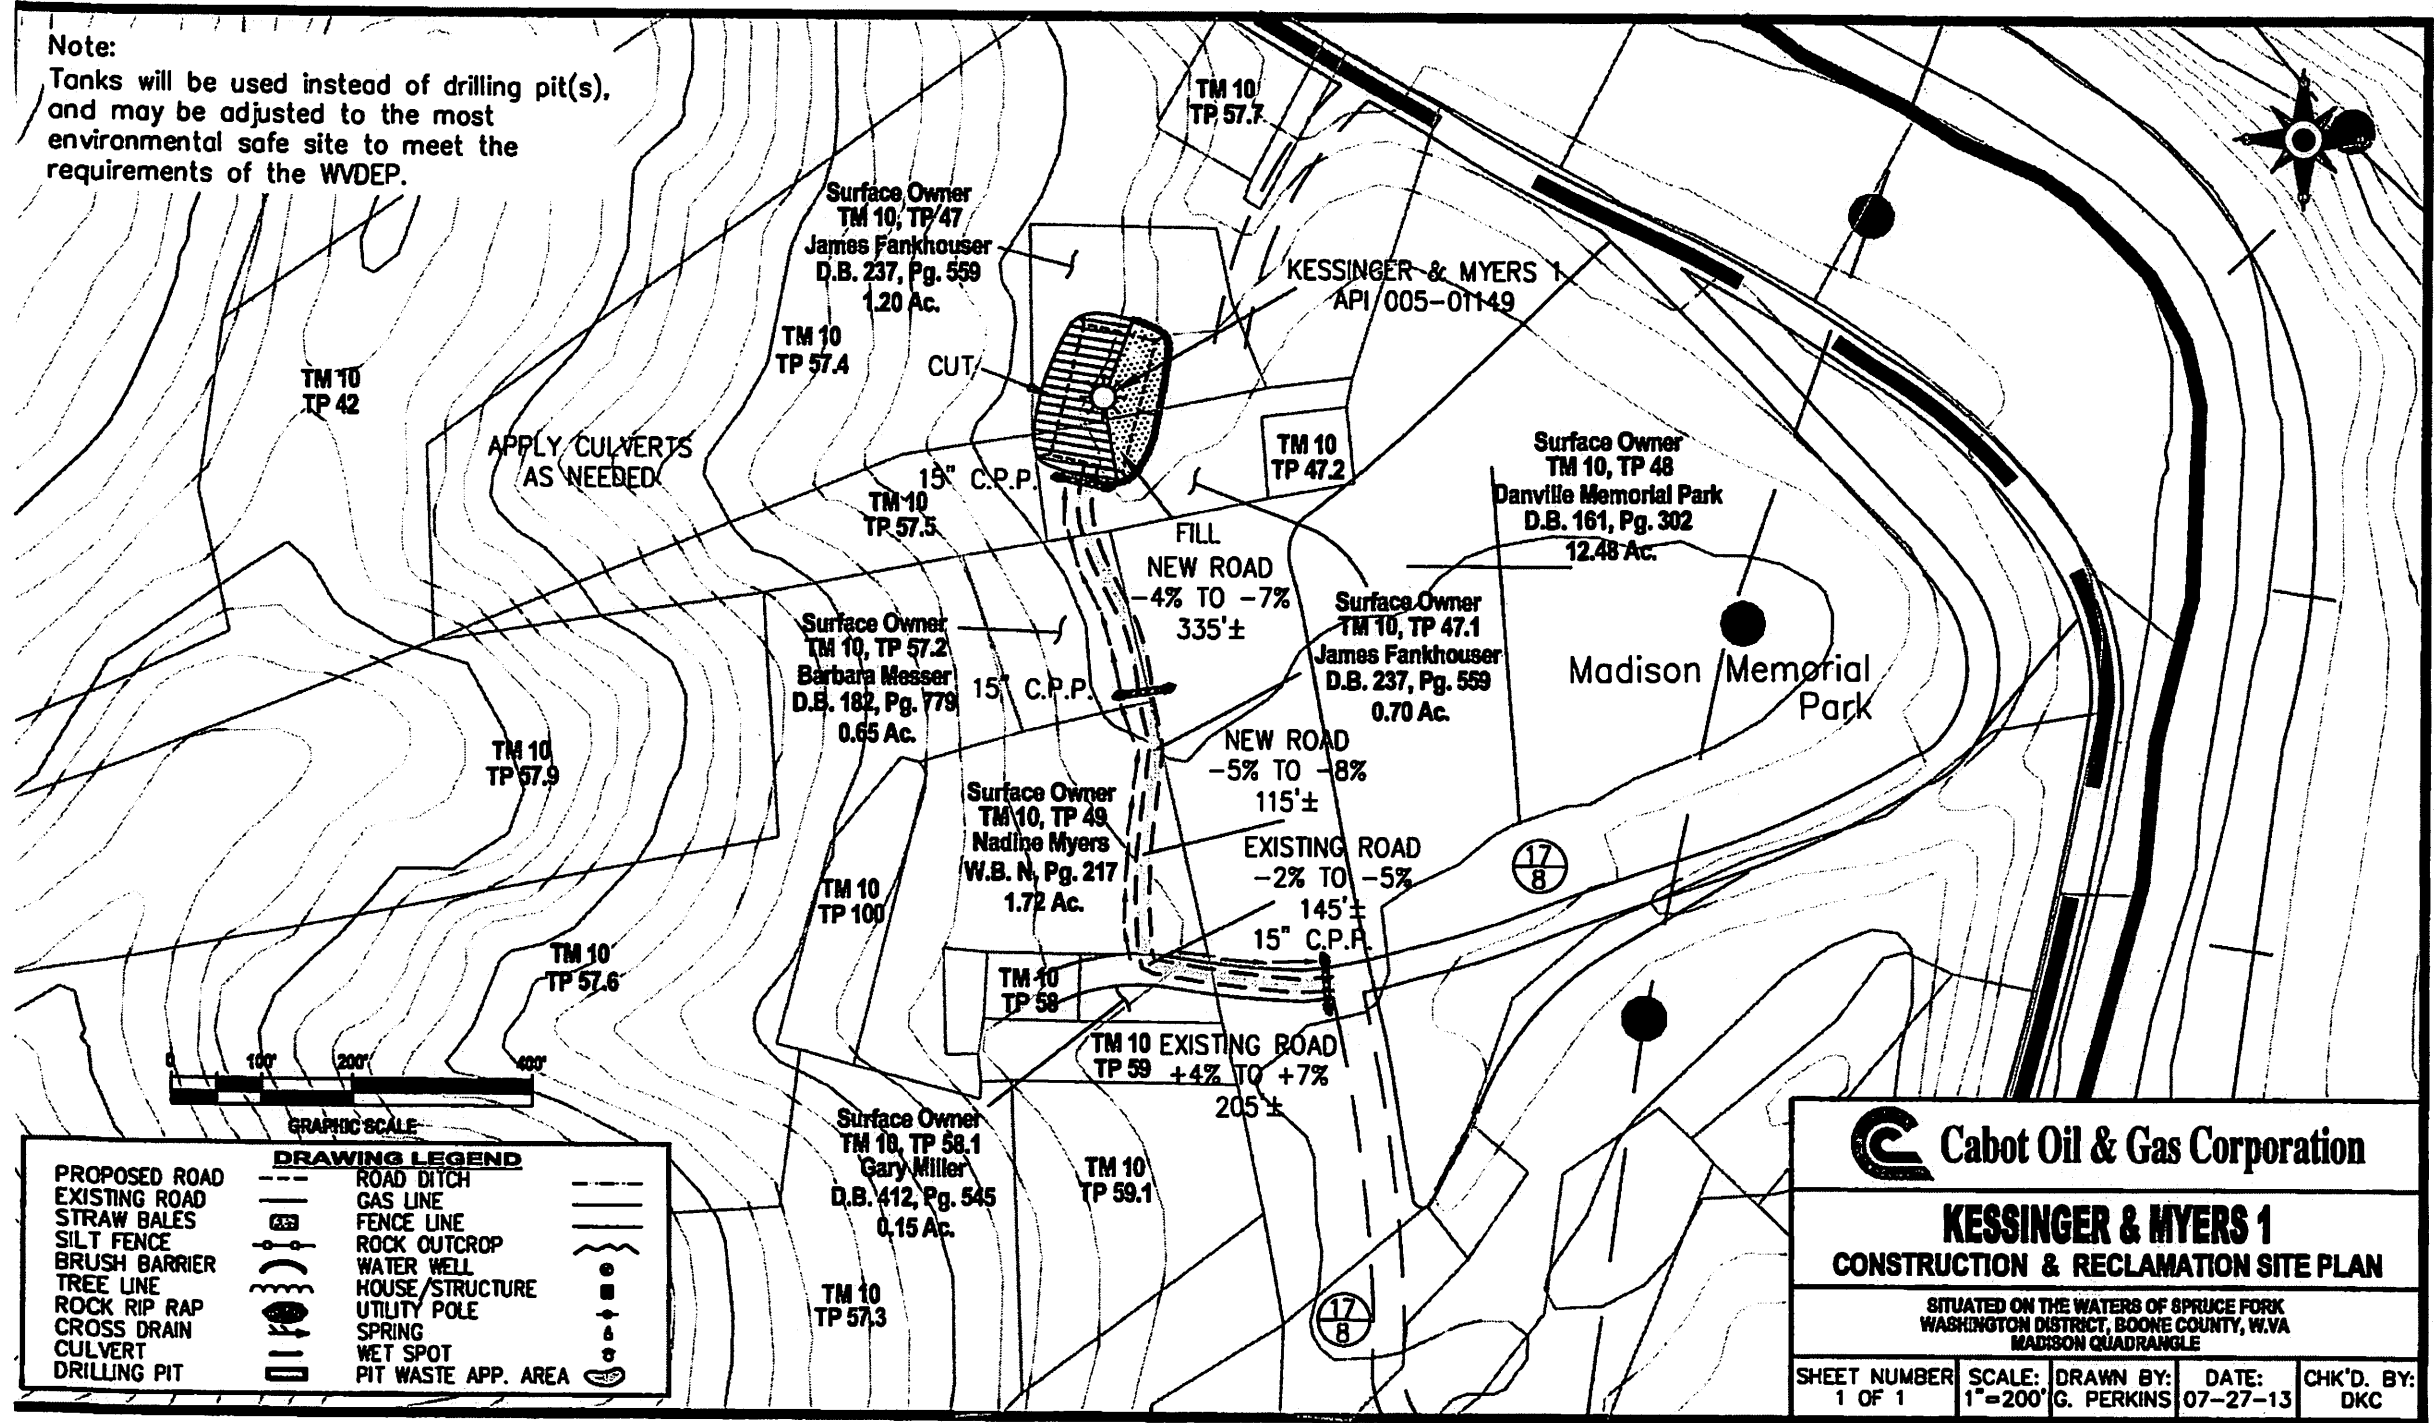 Note:
Tanks will be used instead of drilling pit(s),
and may be adjusted to the most
environmental safe site to meet the
requirements of the WVDEP.
TM 10
TP 57.7
Surface Owner
TM 10, TP 47
James Fankhouser
D.B. 237, Pg. 559
1.20 Ac.
KESSINGER & MYERS 1
API 005-01149
TM 10
TP 57.4
CUT
TM 10
TP 42
APPLY CULVERTS
AS NEEDED
15" C.P.P.
TM 10
TP 57.5
TM 10
TP 47.2
Surface Owner
TM 10, TP 48
Danville Memorial Park
D.B. 161, Pg. 302
12.48 Ac.
FILL
NEW ROAD
-4% TO -7%
335'±
Surface Owner
TM 10, TP 47.1
James Fankhouser
D.B. 237, Pg. 559
0.70 Ac.
Surface Owner
TM 10, TP 57.2
Barbara Messer
D.B. 182, Pg. 779
0.65 Ac.
15" C.P.P.
Madison Memorial
Park
TM 10
TP 57.9
NEW ROAD
-5% TO -8%
115'±
Surface Owner
TM 10, TP 49
Nadine Myers
W.B. N, Pg. 217
1.72 Ac.
EXISTING ROAD
-2% TO -5%
145'±
15" C.P.P.
17
8
TM 10
TP 100
TM 10
TP 57.6
TM 10
TP 58
TM 10
TP 59
EXISTING ROAD
+4% TO +7%
205'±
0 100' 200' 400'
GRAPHIC SCALE
Surface Owner
TM 10, TP 58.1
Gary Miller
D.B. 412, Pg. 545
0.15 Ac.
TM 10
TP 59.1
TM 10
TP 57.3
17
8
DRAWING LEGEND
PROPOSED ROAD
EXISTING ROAD
STRAW BALES
SILT FENCE
BRUSH BARRIER
TREE LINE
ROCK RIP RAP
CROSS DRAIN
CULVERT
DRILLING PIT
ROAD DITCH
GAS LINE
FENCE LINE
ROCK OUTCROP
WATER WELL
HOUSE/STRUCTURE
UTILITY POLE
SPRING
WET SPOT
PIT WASTE APP. AREA
Cabot Oil & Gas Corporation
KESSINGER & MYERS 1
CONSTRUCTION & RECLAMATION SITE PLAN
SITUATED ON THE WATERS OF SPRUCE FORK
WASHINGTON DISTRICT, BOONE COUNTY, W.VA
MADISON QUADRANGLE
SHEET NUMBER
1 OF 1
SCALE:
1"=200'
DRAWN BY:
G. PERKINS
DATE:
07-27-13
CHK'D. BY:
DKC